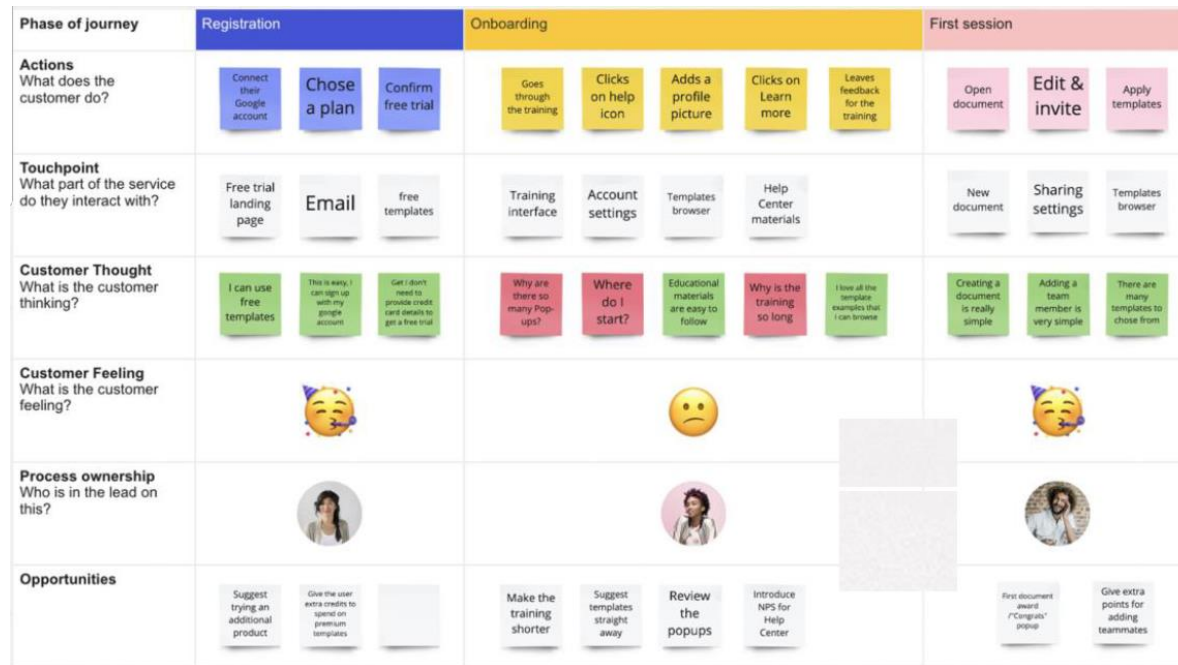 Phase of journey
Registration
Onboarding
First session
Actions
What does the
customer do?
Connect
their
Google
account
Chose
a plan
Confirm
free trial
Goes
through
the training
Clicks
on help
icon
Adds a
profile
picture
Clicks on
Learn
more
Leaves
feedback
for the
training
Open
document
Edit &
invite
Apply
templates
Touchpoint
What part of the service
do they interact with?
Free trial
landing
page
Email
free
templates
Training
interface
Account
settings
Templates
browser
Help
Center
materials
New
document
Sharing
settings
Templates
browser
Customer Thought
What is the customer
thinking?
I can use
free
templates
This is easy, I
can sign up
with my
google
account
Get I don't
need to
provide credit
card details to
get a free trial
Why are
there so
many Pop-
ups?
Where
do I
start?
Educational
materials
are easy to
follow
Why is the
training
so long
I love all the
template
examples that
I can browse
Creating a
document
is really
simple
Adding a
team
member is
very simple
There are
many
templates to
chose from
Customer Feeling
What is the customer
feeling?
Process ownership
Who is in the lead on
this?
Opportunities
Suggest
trying an
additional
product
Give the user
extra credits to
spend on
premium
templates
Make the
training
shorter
Suggest
templates
straight
away
Review
the
popups
Introduce
NPS for
Help
Center
First document
award
/"Congrats"
popup
Give extra
points for
adding
teammates